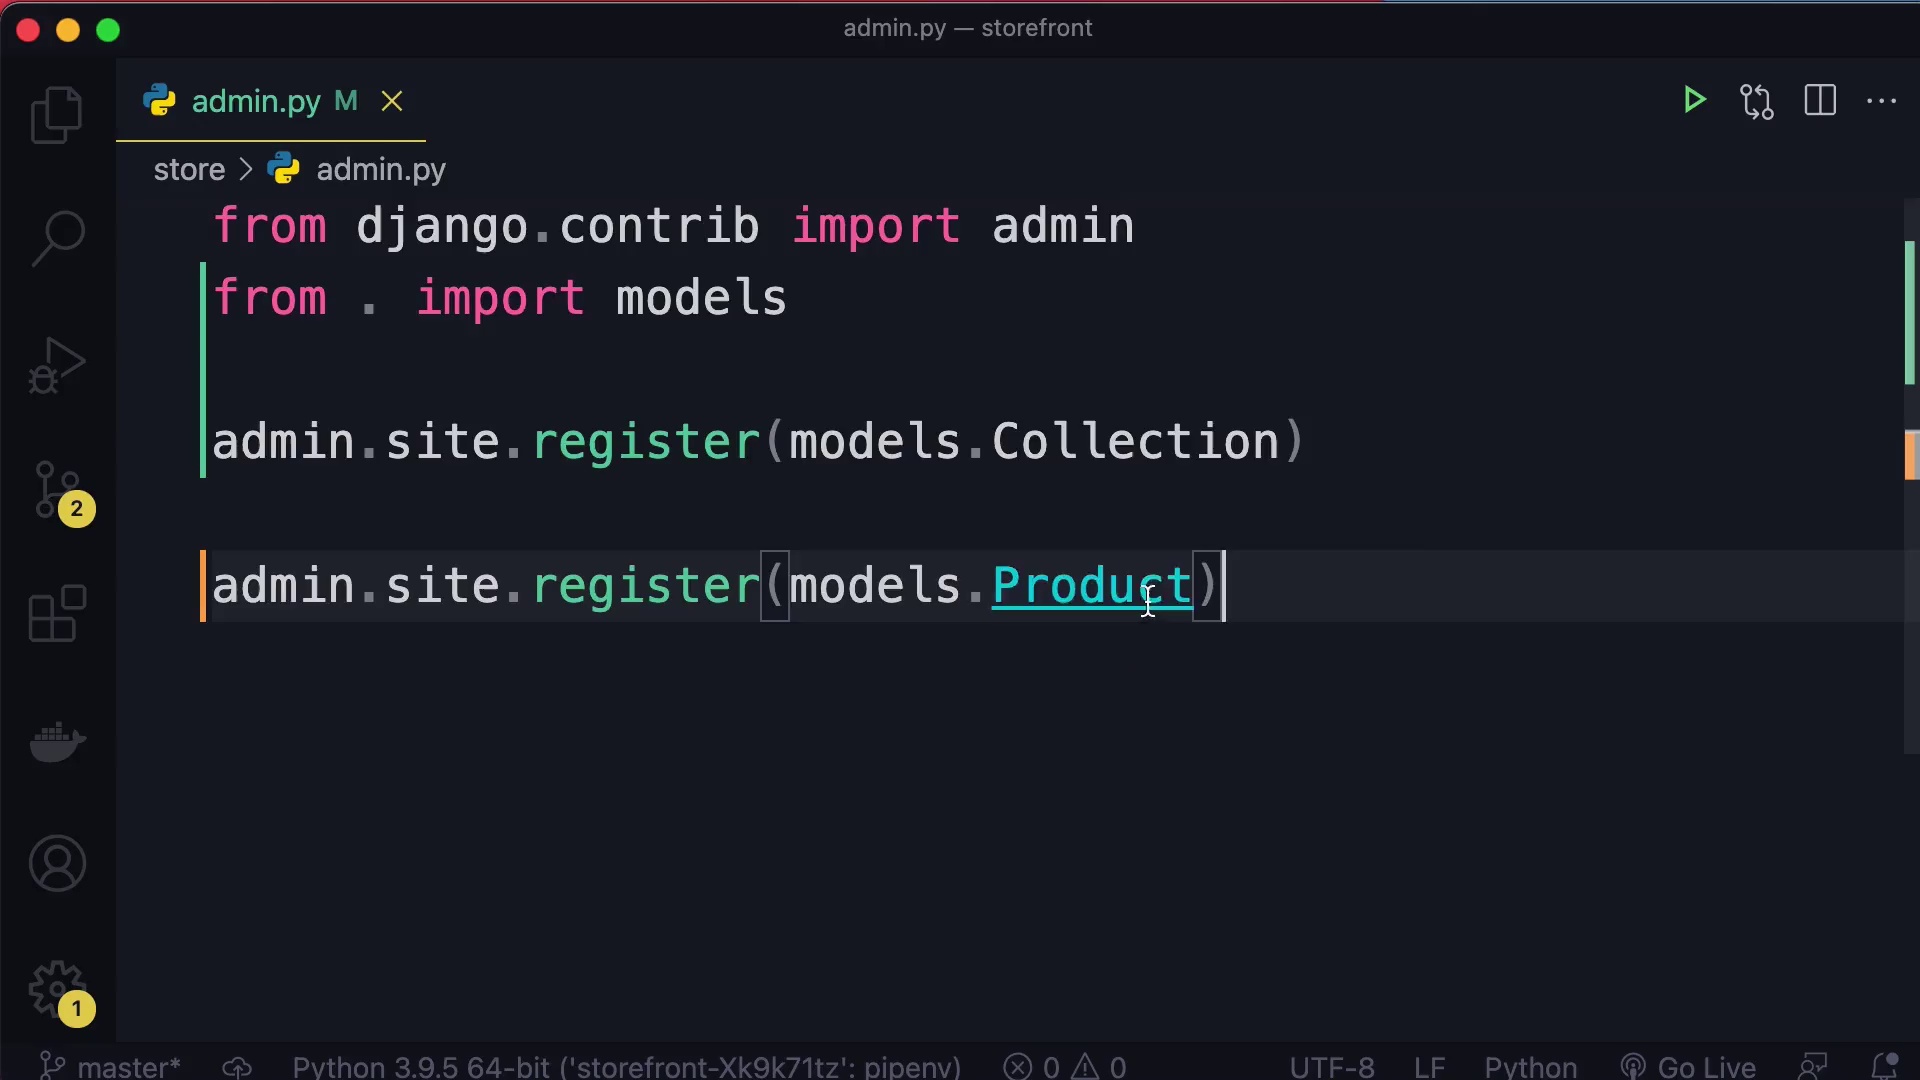 admin.py — storefront
admin.py M
store > admin.py
from django.contrib import admin
from . import models
admin.site.register(models.Collection)
admin.site.register(models.Product)
2
1
master* Python 3.9.5 64-bit ('storefront-Xk9k71tz': pipenv) 0 0 UTF-8 LF Python Go Live